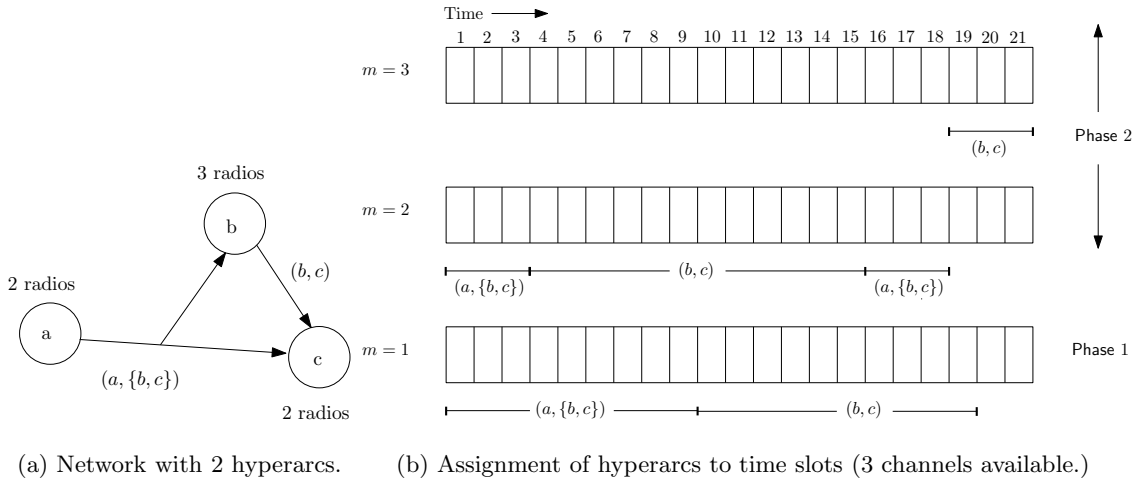 Time
1 2 3 4 5 6 7 8 9 10 11 12 13 14 15 16 17 18 19 20 21
m = 3
(b, c)
Phase 2
3 radios
b
m = 2
(b, c)
(a, {b, c})
(b, c)
(a, {b, c})
2 radios
a
(a, {b, c})
c
2 radios
m = 1
Phase 1
(a, {b, c})
(b, c)
(a) Network with 2 hyperarcs.
(b) Assignment of hyperarcs to time slots (3 channels available.)